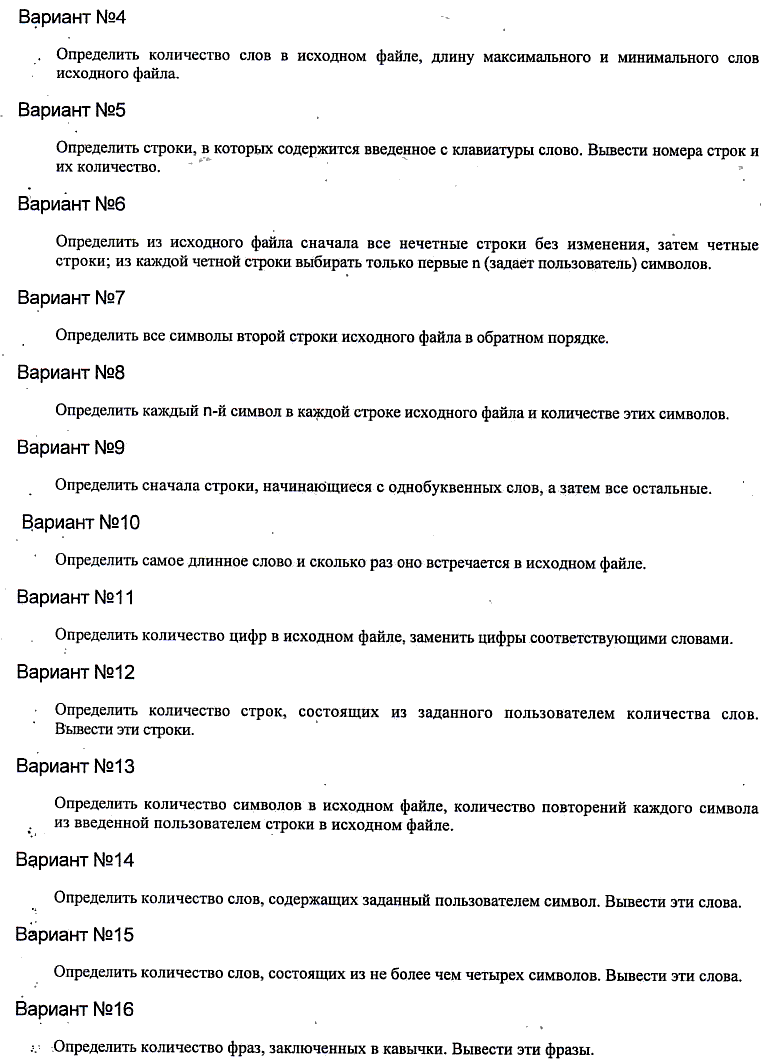 Вариант №4
Определить количество слов в исходном файле, длину максимального и минимального слов
исходного файла.
Вариант №5
Определить строки, в которых содержится введенное с клавиатуры слово. Вывести номера строк и
их количество.
Вариант №6
Определить из исходного файла сначала все нечетные строки без изменения, затем четные
строки; из каждой четной строки выбирать только первые n (задает пользователь) символов.
Вариант №7
Определить все символы второй строки исходного файла в обратном порядке.
Вариант №8
Определить каждый n-й символ в каждой строке исходного файла и количестве этих символов.
Вариант №9
Определить сначала строки, начинающиеся с однобуквенных слов, а затем все остальные.
Вариант №10
Определить самое длинное слово и сколько раз оно встречается в исходном файле.
Вариант №11
Определить количество цифр в исходном файле, заменить цифры соответствующими словами.
Вариант №12
Определить количество строк, состоящих из заданного пользователем количества слов.
Вывести эти строки.
Вариант №13
Определить количество символов в исходном файле, количество повторений каждого символа
из введенной пользователем строки в исходном файле.
Вариант №14
Определить количество слов, содержащих заданный пользователем символ. Вывести эти слова.
Вариант №15
Определить количество слов, состоящих из не более чем четырех символов. Вывести эти слова.
Вариант №16
Определить количество фраз, заключенных в кавычки. Вывести эти фразы.